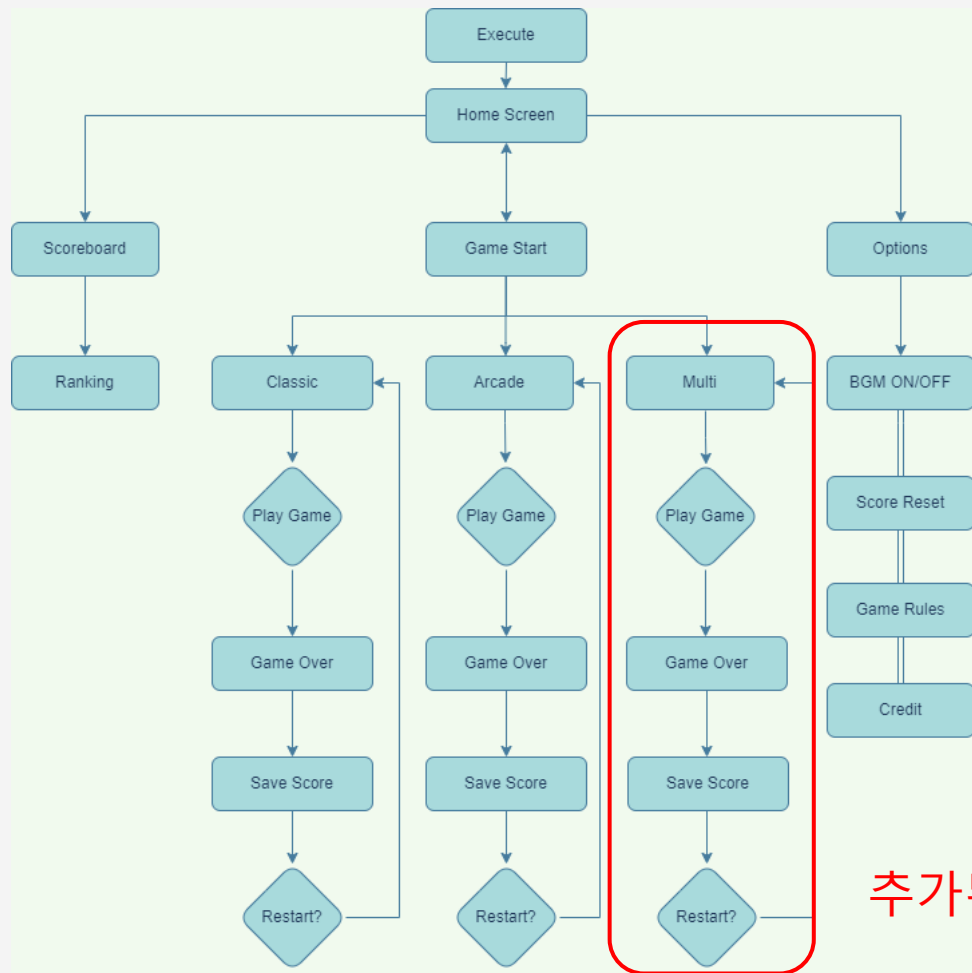 Execute
Home Screen
Scoreboard
Game Start
Options
Ranking
Classic
Arcade
Multi
BGM ON/OFF
Play Game
Play Game
Play Game
Score Reset
Game Rules
Game Over
Game Over
Game Over
Credit
Save Score
Save Score
Save Score
추가
Restart?
Restart?
Restart?